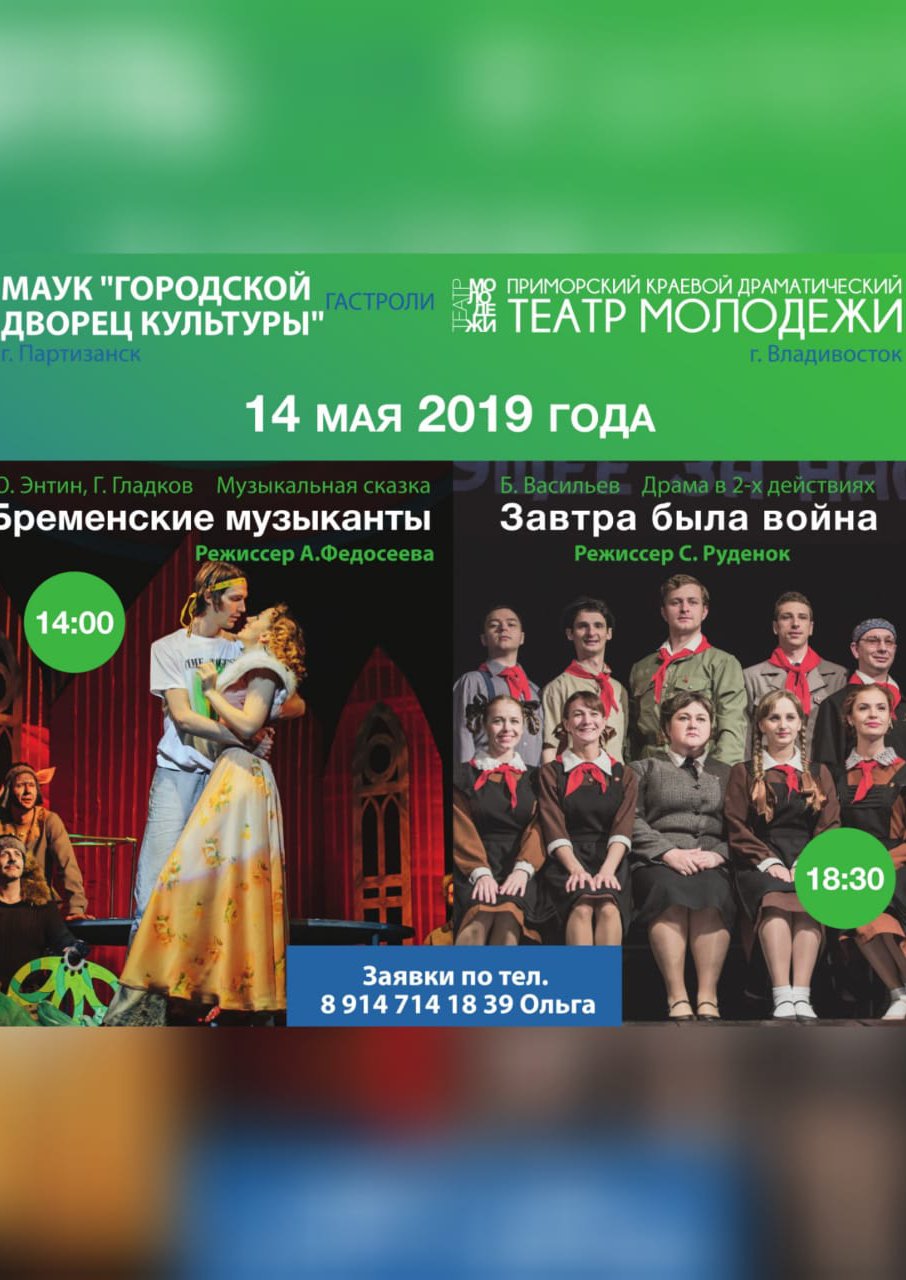 МАУК "ГОРОДСКОЙ
ДВОРЕЦ КУЛЬТУРЫ"
г. Партизанск
ГАСТРОЛИ
ТЕАТР
МОЛОДЕЖИ
ПРИМОРСКИЙ КРАЕВОЙ ДРАМАТИЧЕСКИЙ
ТЕАТР МОЛОДЕЖИ
г. Владивосток
14 МАЯ 2019 ГОДА
Ю. Энтин, Г. Гладков Музыкальная сказка
Бременские музыканты
Режиссер А.Федосеева
14:00
Б. Васильев Драма в 2-х действиях
Завтра была война
Режиссер С. Руденок
18:30
Заявки по тел.
8 914 714 18 39 Ольга